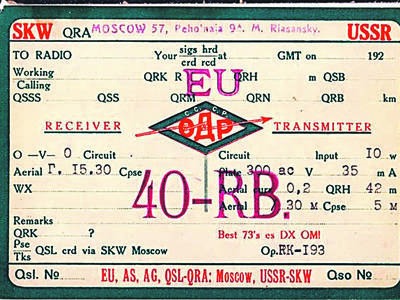 SKW QRA MOSCOW 57, Peho'naia 9ᴬ. M. Riasansky. USSR
TO RADIO Your sigs hrd crd rcd GMT on 192
Working Calling QRK R QRH m QSB
QSSS QSS QRM QRN QRB km
EU
С.С.С.Р.
ОДР
RECEIVER TRANSMITTER
O —V— 0 Circuit Circuit Input 10 w
Aerial Г. 15.30 Cpse Plate 300 ac V 35 mA
WX Aerial curs 0,2 QRH 42 m
Aerial 30 m Cpse 5 M
40-RB.
Remarks
QRK ? Best 73's es DX OM!
Pse Tks QSL crd via SKW Moscow Op. RK-193
Qsl. No EU, AS, AG, QSL-QRA: Moscow, USSR-SKW Qso No